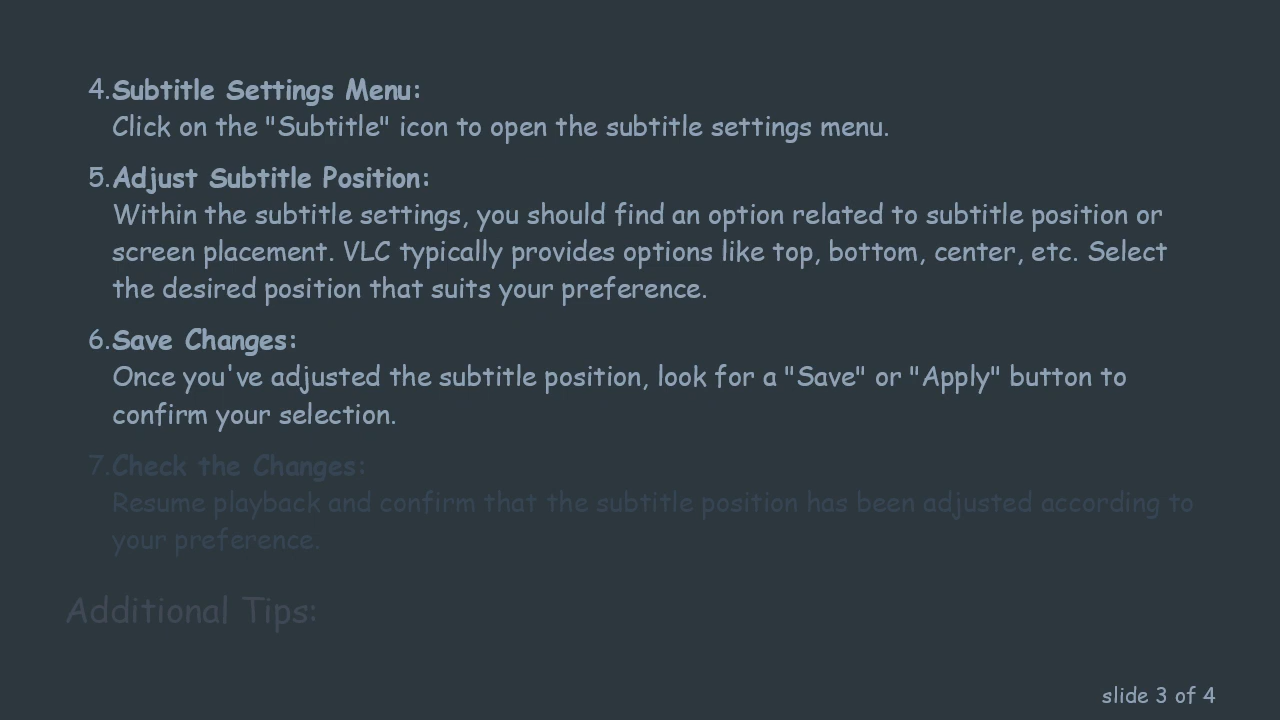 4.Subtitle Settings Menu:
Click on the "Subtitle" icon to open the subtitle settings menu.
5.Adjust Subtitle Position:
Within the subtitle settings, you should find an option related to subtitle position or
screen placement. VLC typically provides options like top, bottom, center, etc. Select
the desired position that suits your preference.
6.Save Changes:
Once you've adjusted the subtitle position, look for a "Save" or "Apply" button to
confirm your selection.
7.Check the Changes:
Resume playback and confirm that the subtitle position has been adjusted according to
your preference.
Additional Tips:
slide 3 of 4